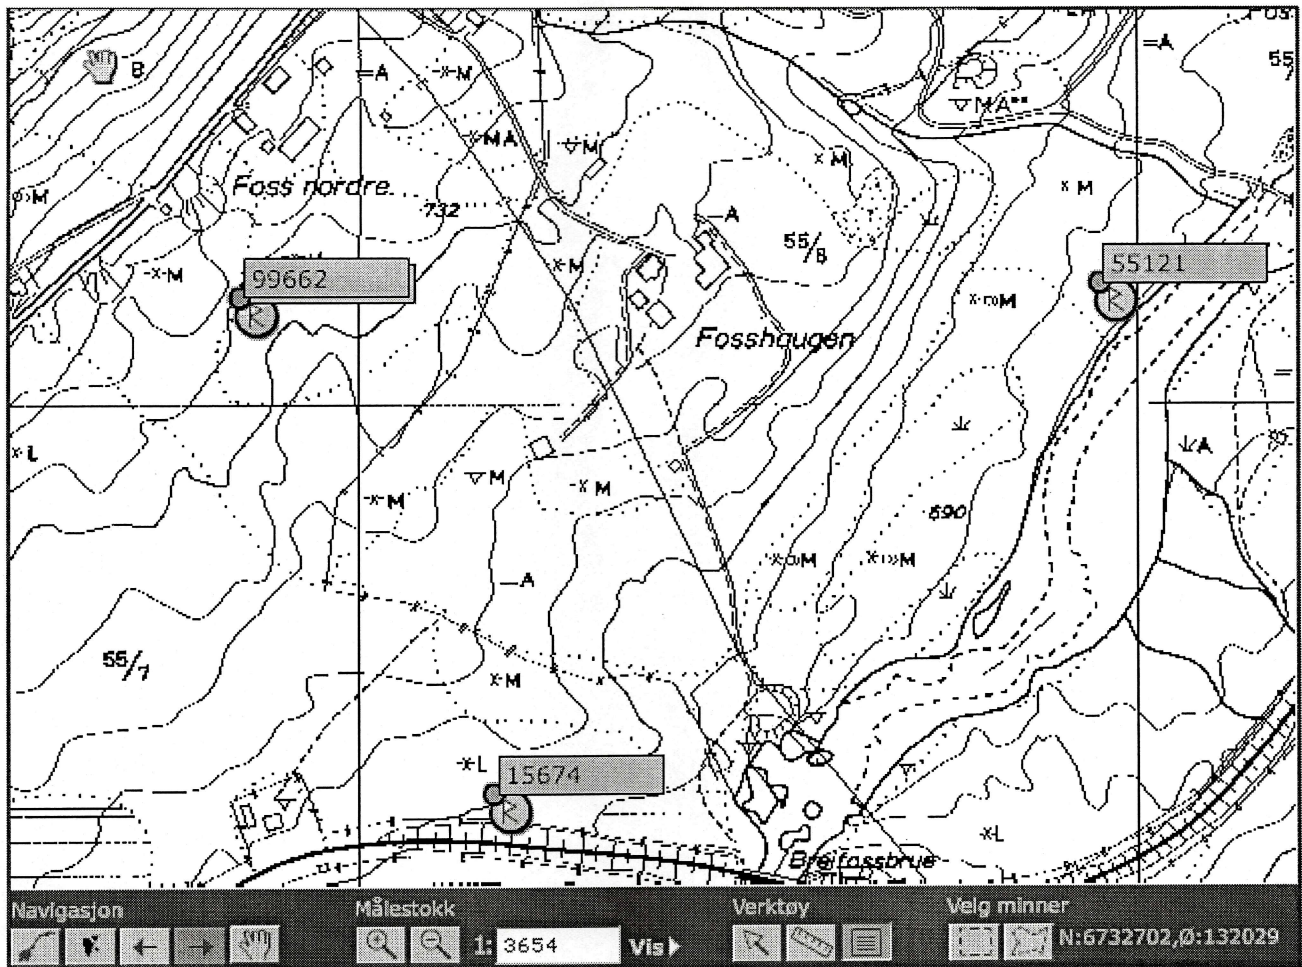 B
A
-x-M
MA
M
x M
MA**
A
55
x M
M
Foss nordre
732
A
55/8
x M
-x-M
99662
55121
M
Fosshaugen
L
-x-M
M
-x M
A
690
M
M
A
55/7
x-M
-x-L
15674
-x-L
Breifossbrue
Navigasjon
Målestokk
Verktøy
Velg minner
1: 3654
Vis
N:6732702,Ø:132029